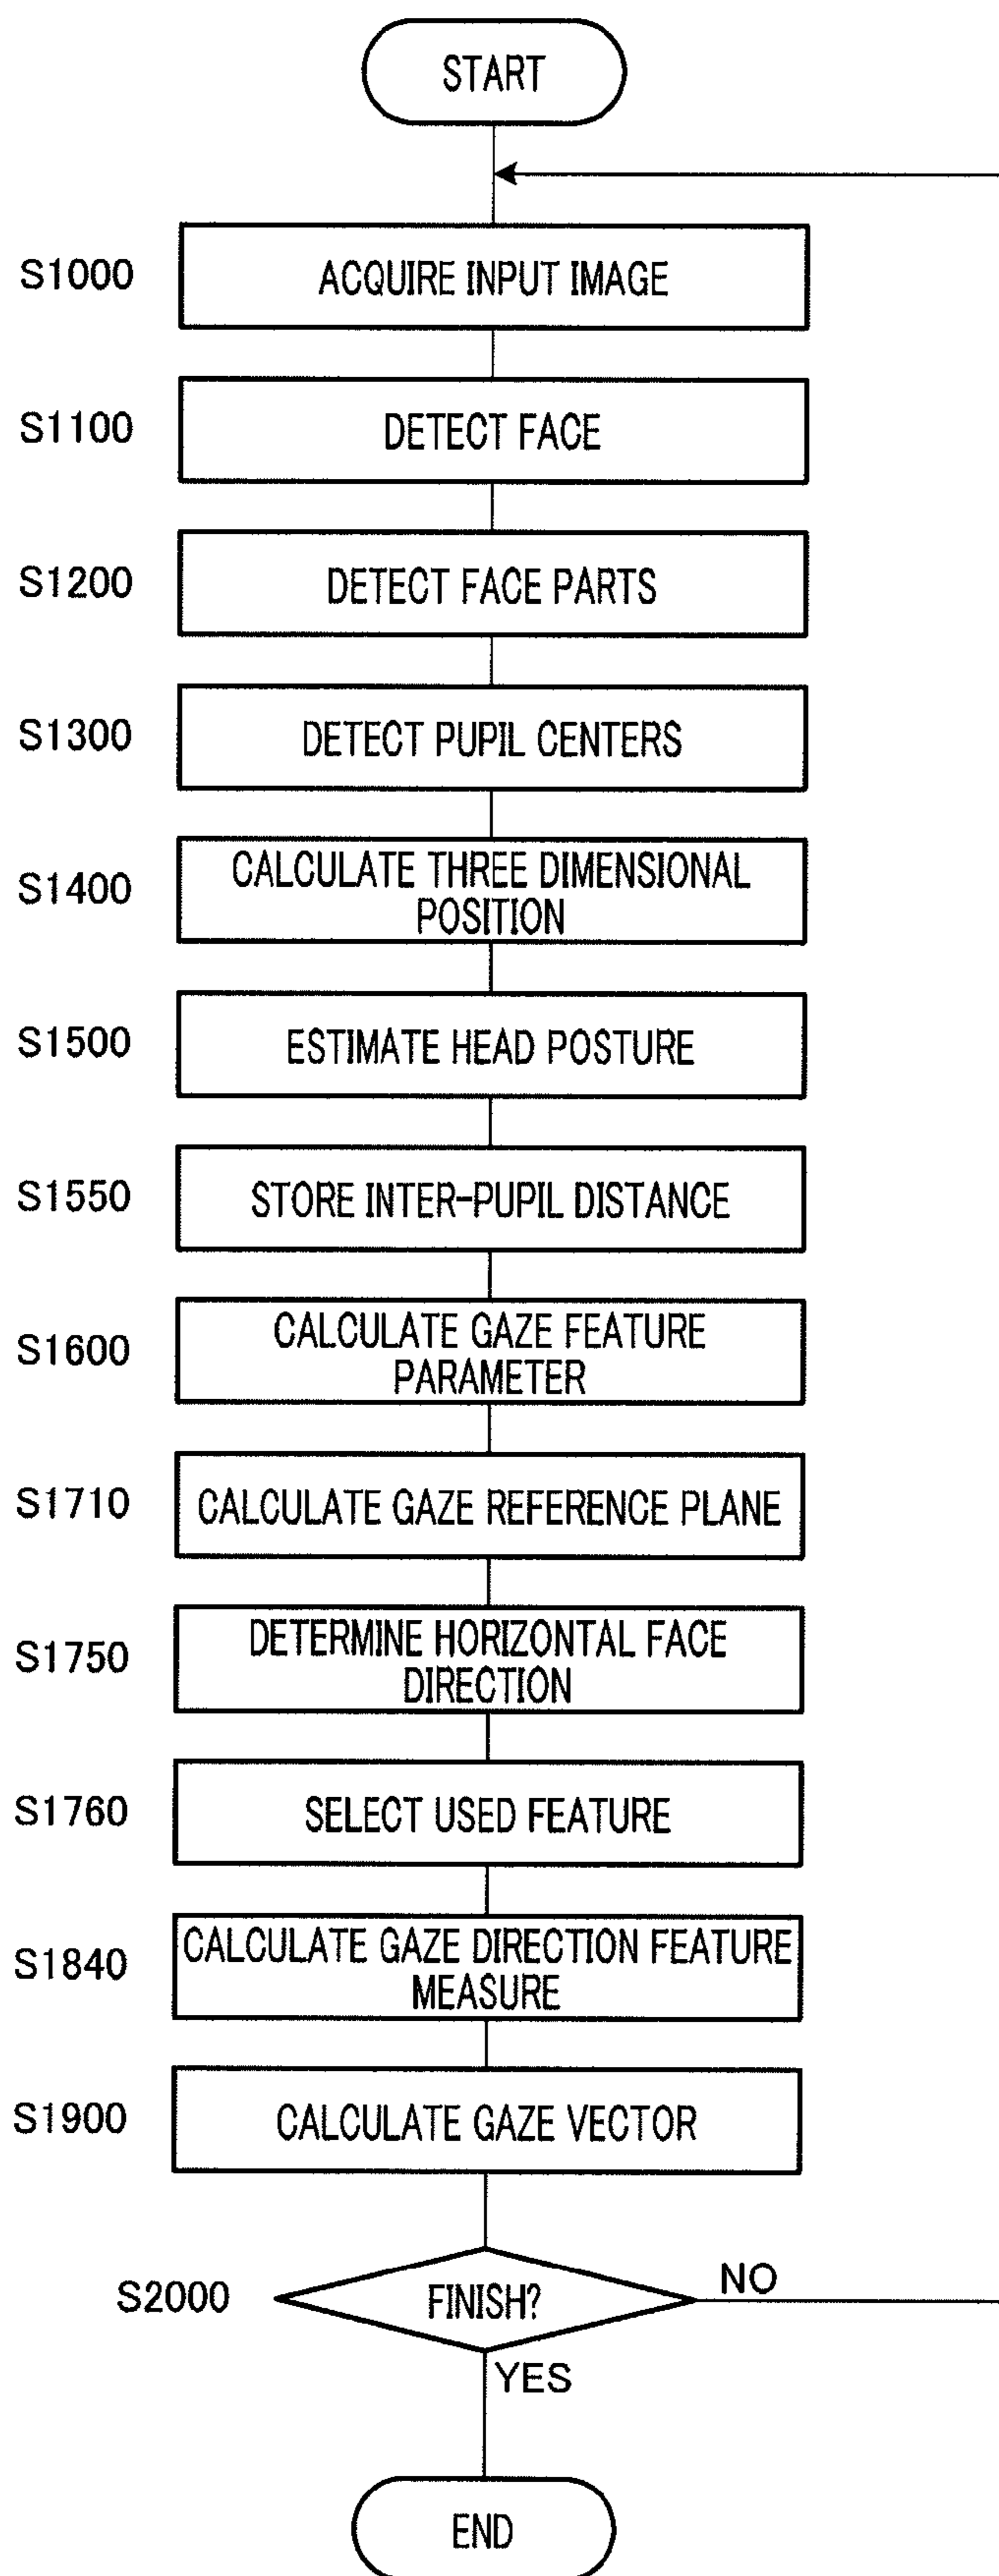 START
S1000
ACQUIRE INPUT IMAGE
S1100
DETECT FACE
S1200
DETECT FACE PARTS
S1300
DETECT PUPIL CENTERS
S1400
CALCULATE THREE DIMENSIONAL
POSITION
S1500
ESTIMATE HEAD POSTURE
S1550
STORE INTER-PUPIL DISTANCE
S1600
CALCULATE GAZE FEATURE
PARAMETER
S1710
CALCULATE GAZE REFERENCE PLANE
S1750
DETERMINE HORIZONTAL FACE
DIRECTION
S1760
SELECT USED FEATURE
S1840
CALCULATE GAZE DIRECTION FEATURE
MEASURE
S1900
CALCULATE GAZE VECTOR
S2000
FINISH?
NO
YES
END